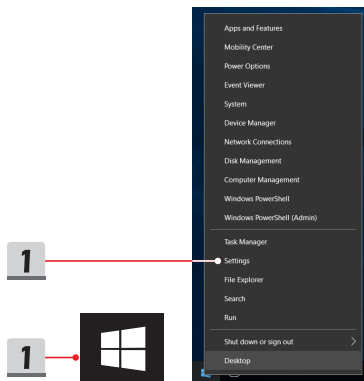 Apps and Features
Mobility Center
Power Options
Event Viewer
System
Device Manager
Network Connections
Disk Management
Computer Management
Windows PowerShell
Windows PowerShell (Admin)
Task Manager
1
Settings
File Explorer
Search
Run
1
Shut down or sign out
Desktop